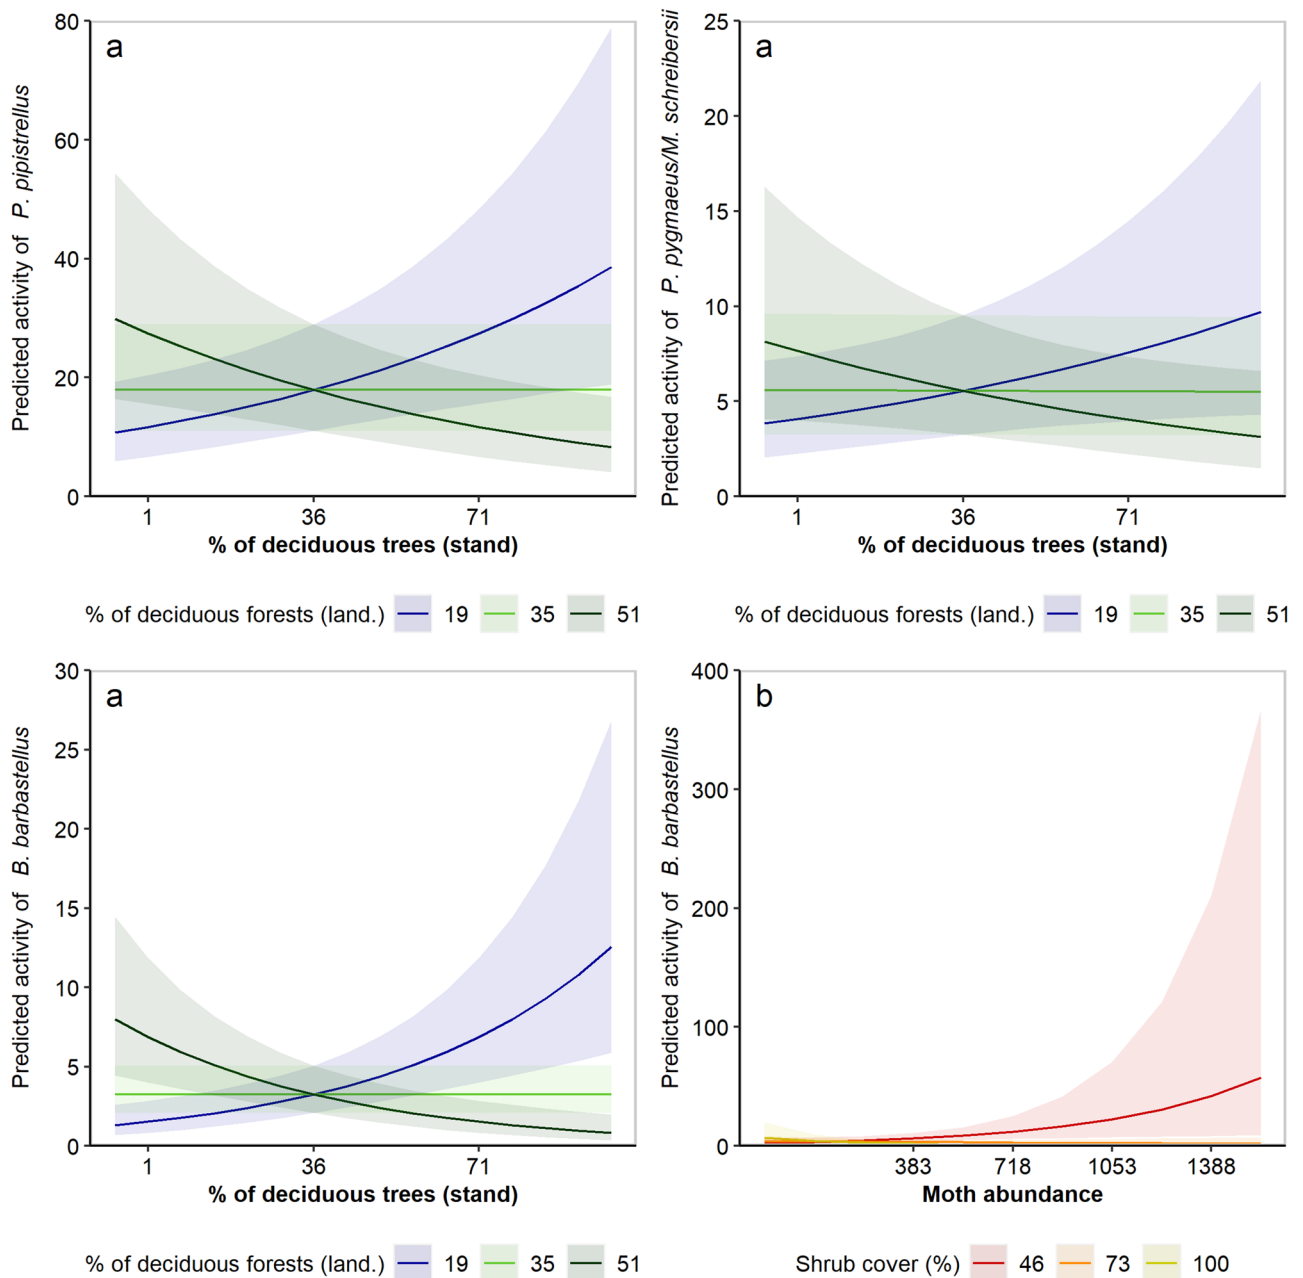 a
Predicted activity of P. pipistrellus
80
60
40
20
0
1 36 71
% of deciduous trees (stand)
% of deciduous forests (land.) 19 35 51
a
Predicted activity of P. pygmaeus/M. schreibersii
25
20
15
10
5
0
1 36 71
% of deciduous trees (stand)
% of deciduous forests (land.) 19 35 51
a
Predicted activity of B. barbastellus
30
25
20
15
10
5
0
1 36 71
% of deciduous trees (stand)
% of deciduous forests (land.) 19 35 51
b
Predicted activity of B. barbastellus
400
300
200
100
0
383 718 1053 1388
Moth abundance
Shrub cover (%) 46 73 100